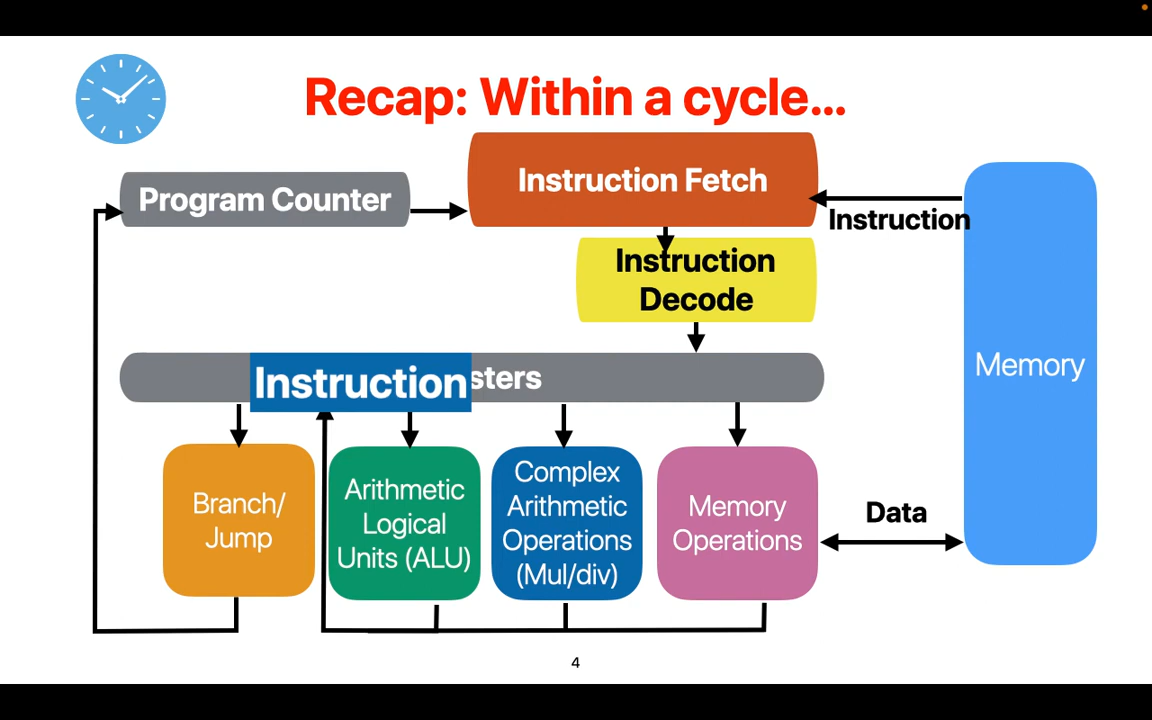 Recap: Within a cycle...
Program Counter
Instruction Fetch
Instruction
Instruction
Decode
Instruction
sters
Memory
Branch/
Jump
Arithmetic
Logical
Units (ALU)
Complex
Arithmetic
Operations
(Mul/div)
Memory
Operations
Data
4